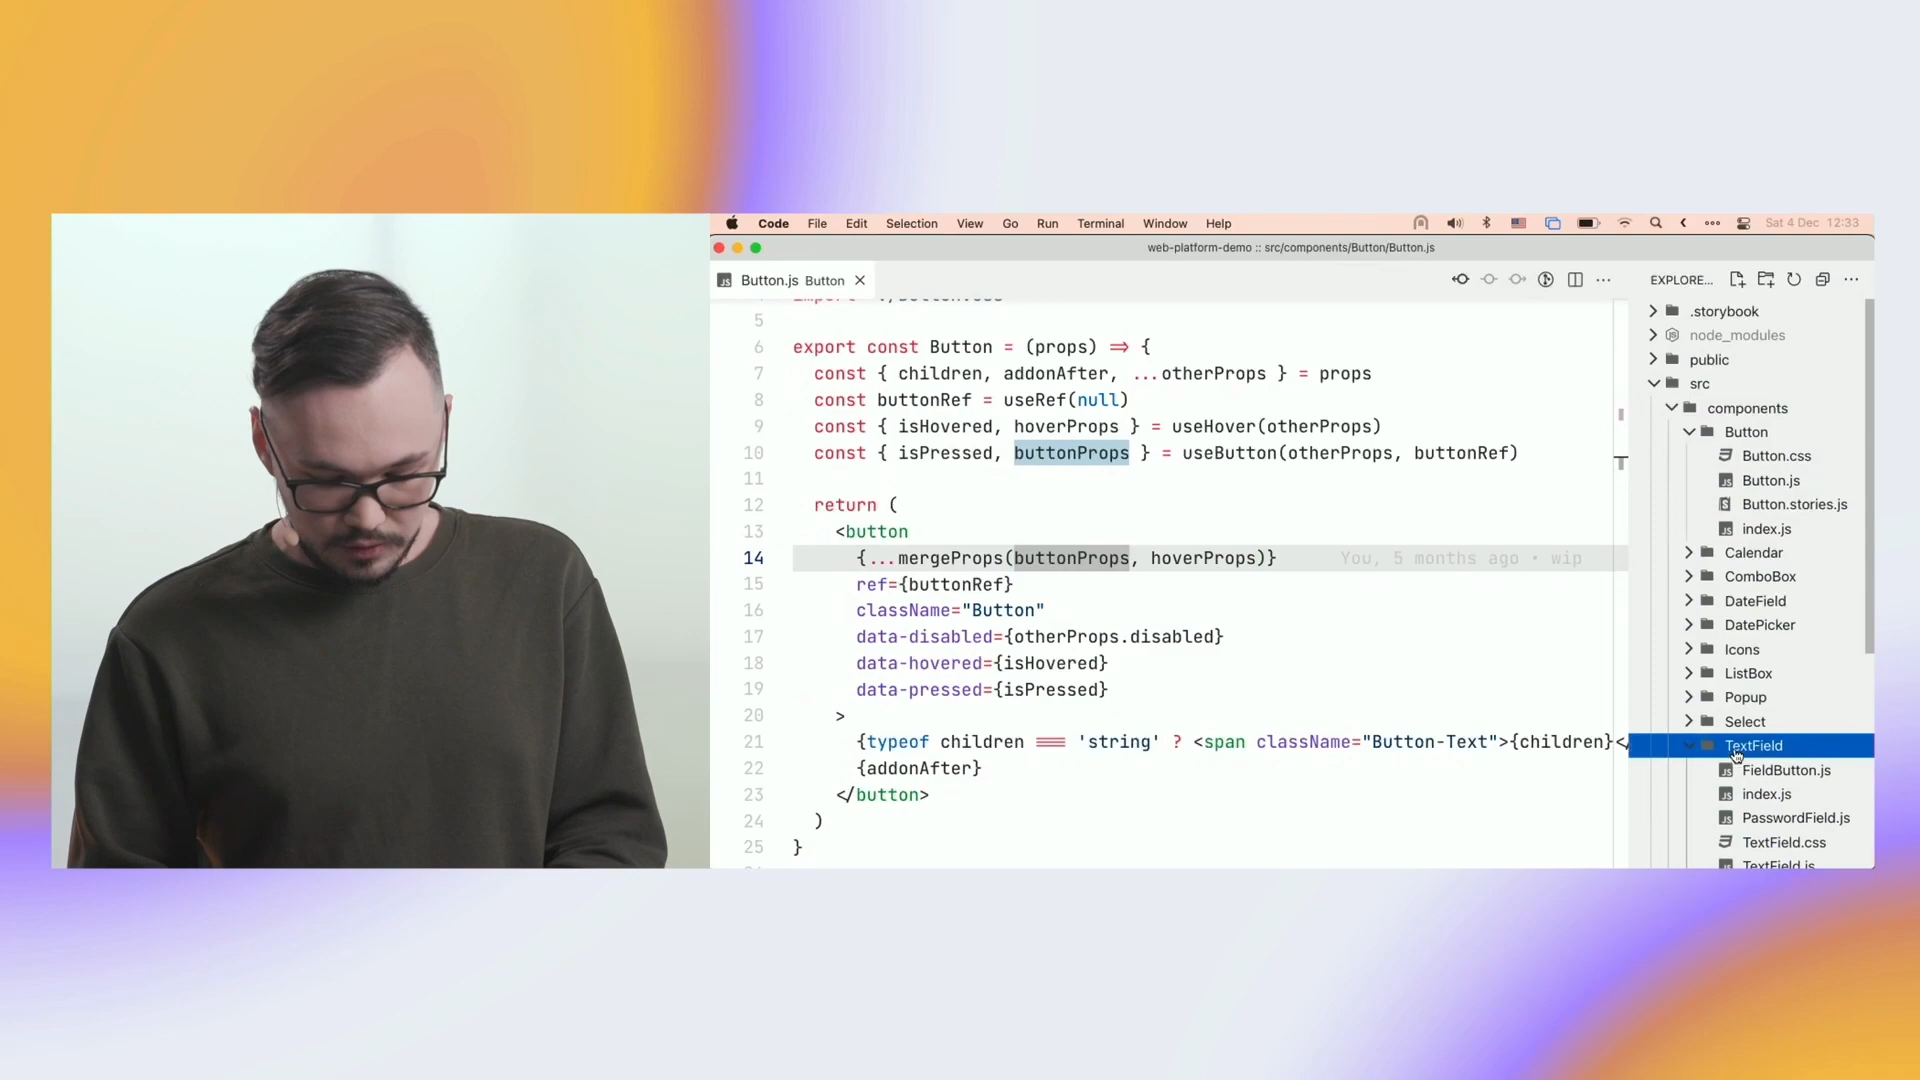 Code File Edit Selection View Go Run Terminal Window Help Sat 4 Dec 12:33
web-platform-demo :: src/components/Button/Button.js
Button.js Button
5
6 export const Button = (props) => {
7 const { children, addonAfter, ...otherProps } = props
8 const buttonRef = useRef(null)
9 const { isHovered, hoverProps } = useHover(otherProps)
10 const { isPressed, buttonProps } = useButton(otherProps, buttonRef)
11
12 return (
13 <button
14 {...mergeProps(buttonProps, hoverProps)} You, 5 months ago • wip
15 ref={buttonRef}
16 className="Button"
17 data-disabled={otherProps.disabled}
18 data-hovered={isHovered}
19 data-pressed={isPressed}
20 >
21 {typeof children === 'string' ? <span className="Button-Text">{children}</
22 {addonAfter}
23 </button>
24 )
25 }
EXPLORE...
.storybook
node_modules
public
src
components
Button
Button.css
Button.js
Button.stories.js
index.js
Calendar
ComboBox
DateField
DatePicker
Icons
ListBox
Popup
Select
TextField
FieldButton.js
index.js
PasswordField.js
TextField.css
TextField.js